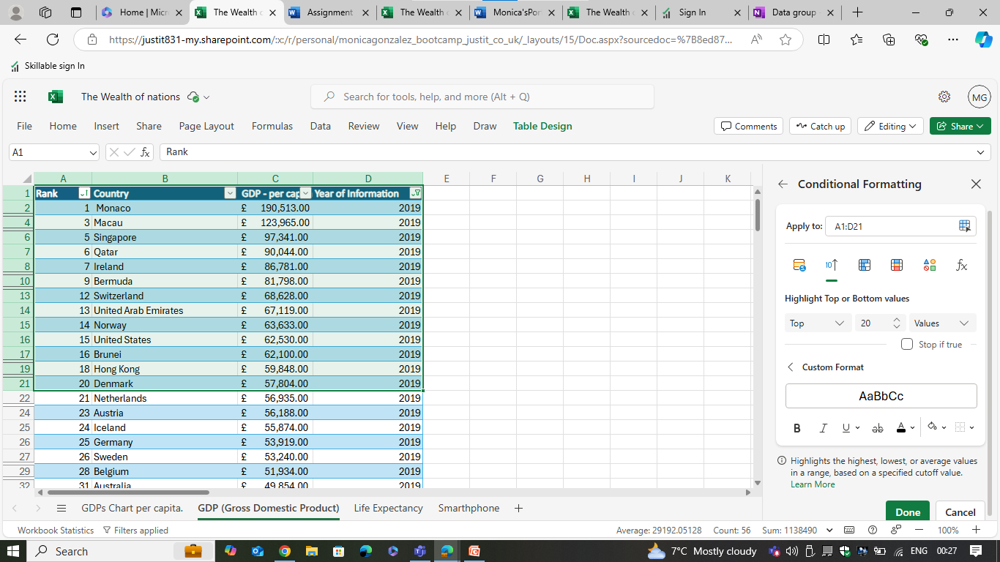 Home | Micr
The Wealth c
Assignment
The Wealth c
Monica'sPor
The Wealth c
Sign In
Data group
https://justit831-my.sharepoint.com/:x:/r/personal/monicagonzalez_bootcamp_justit_co_uk/_layouts/15/Doc.aspx?sourcedoc=%7B8ed87...
Skillable sign In
The Wealth of nations
Search for tools, help, and more (Alt + Q)
MG
File Home Insert Share Page Layout Formulas Data Review View Help Draw Table Design
Comments Catch up Editing Share
A1 fx Rank
A B C D E F G H I J K
1 Rank Country GDP - per cap Year of Information
2 1 Monaco £ 190,513.00 2019
4 3 Macau £ 123,965.00 2019
6 5 Singapore £ 97,341.00 2019
7 6 Qatar £ 90,044.00 2019
8 7 Ireland £ 86,781.00 2019
10 9 Bermuda £ 81,798.00 2019
13 12 Switzerland £ 68,628.00 2019
14 13 United Arab Emirates £ 67,119.00 2019
15 14 Norway £ 63,633.00 2019
16 15 United States £ 62,530.00 2019
17 16 Brunei £ 62,100.00 2019
19 18 Hong Kong £ 59,848.00 2019
21 20 Denmark £ 57,804.00 2019
22 21 Netherlands £ 56,935.00 2019
24 23 Austria £ 56,188.00 2019
25 24 Iceland £ 55,874.00 2019
26 25 Germany £ 53,919.00 2019
27 26 Sweden £ 53,240.00 2019
29 28 Belgium £ 51,934.00 2019
32 31 Australia £ 49,854.00 2019
Conditional Formatting
Apply to: A1:D21
10 fx
Highlight Top or Bottom values
Top 20 Values
Stop if true
Custom Format
AaBbCc
B I U ab A
Highlights the highest, lowest, or average values
in a range, based on a specified cutoff value.
Learn More
Done Cancel
GDPs Chart per capita. GDP (Gross Domestic Product) Life Expectancy Smarthphone
Workbook Statistics Filters applied Average: 29192.05128 Count: 56 Sum: 1138490 100%
Search 7°C Mostly cloudy ENG 00:27